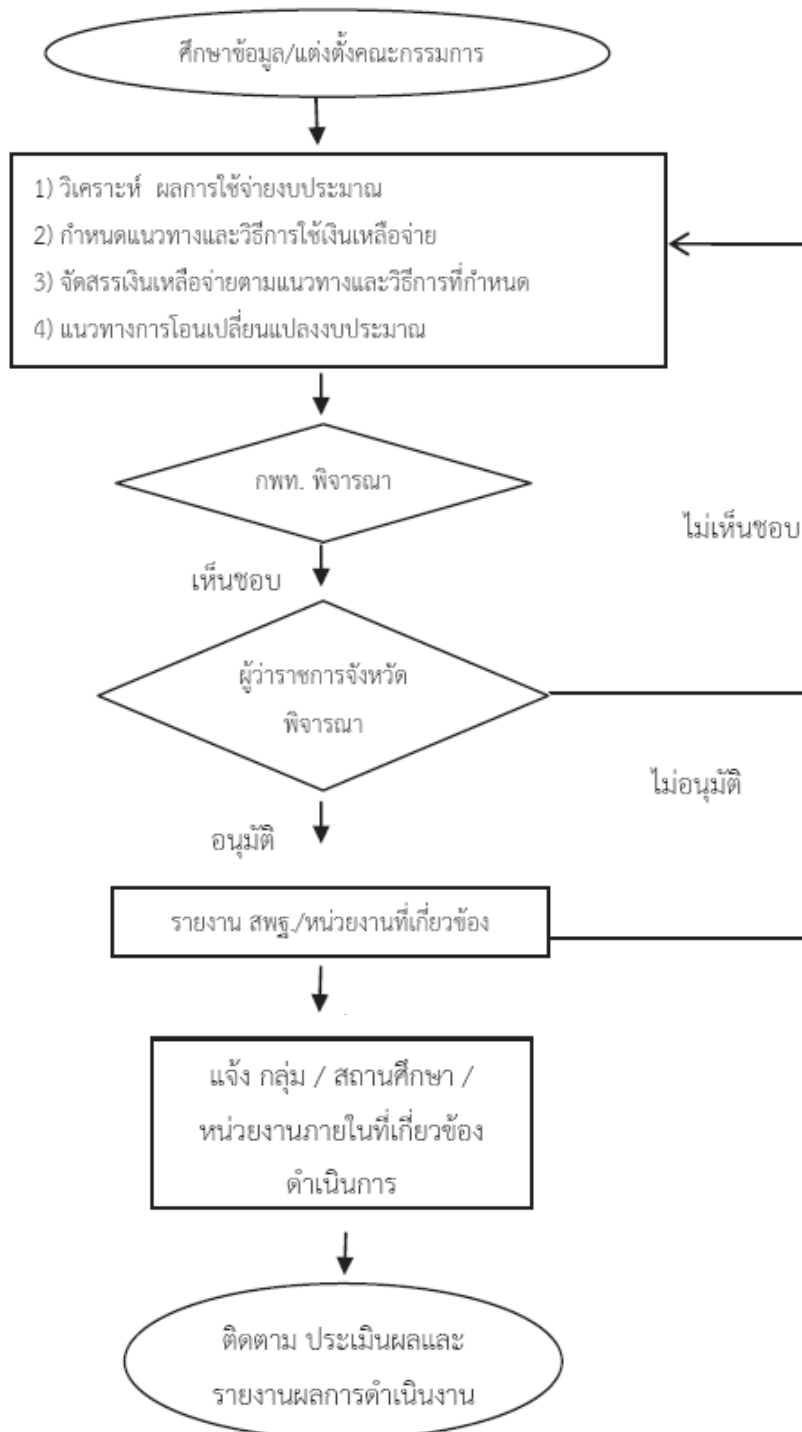 ศึกษาข้อมูล/แต่งตั้งคณะกรรมการ
1) วิเคราะห์ ผลการใช้จ่ายงบประมาณ
2) กำหนดแนวทางและวิธีการใช้เงินเหลือจ่าย
3) จัดสรรเงินเหลือจ่ายตามแนวทางและวิธีการที่กำหนด
4) แนวทางการโอนเปลี่ยนแปลงงบประมาณ
กพท. พิจารณา
ไม่เห็นชอบ
เห็นชอบ
ผู้ว่าราชการจังหวัด
พิจารณา
ไม่อนุมัติ
อนุมัติ
รายงาน สพฐ./หน่วยงานที่เกี่ยวข้อง
แจ้ง กลุ่ม / สถานศึกษา /
หน่วยงานภายในที่เกี่ยวข้อง
ดำเนินการ
ติดตาม ประเมินผลและ
รายงานผลการดำเนินงาน